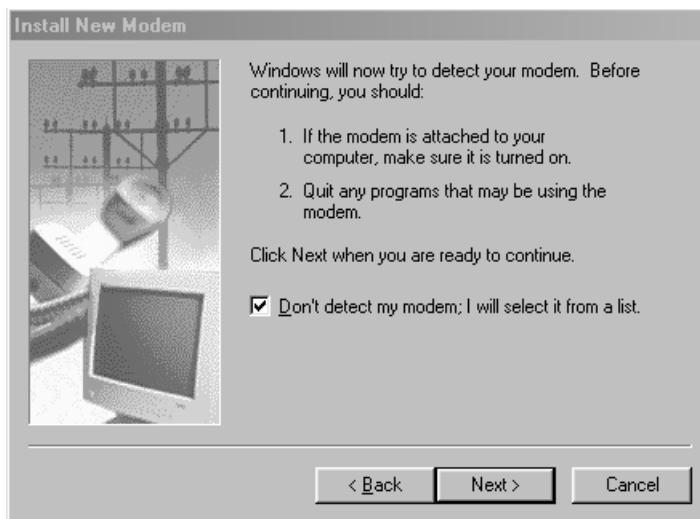 Install New Modem
Windows will now try to detect your modem.  Before
continuing, you should:
1. If the modem is attached to your
computer, make sure it is turned on.
2. Quit any programs that may be using the
modem.
Click Next when you are ready to continue.
Don't detect my modem; I will select it from a list.
< Back
Next >
Cancel